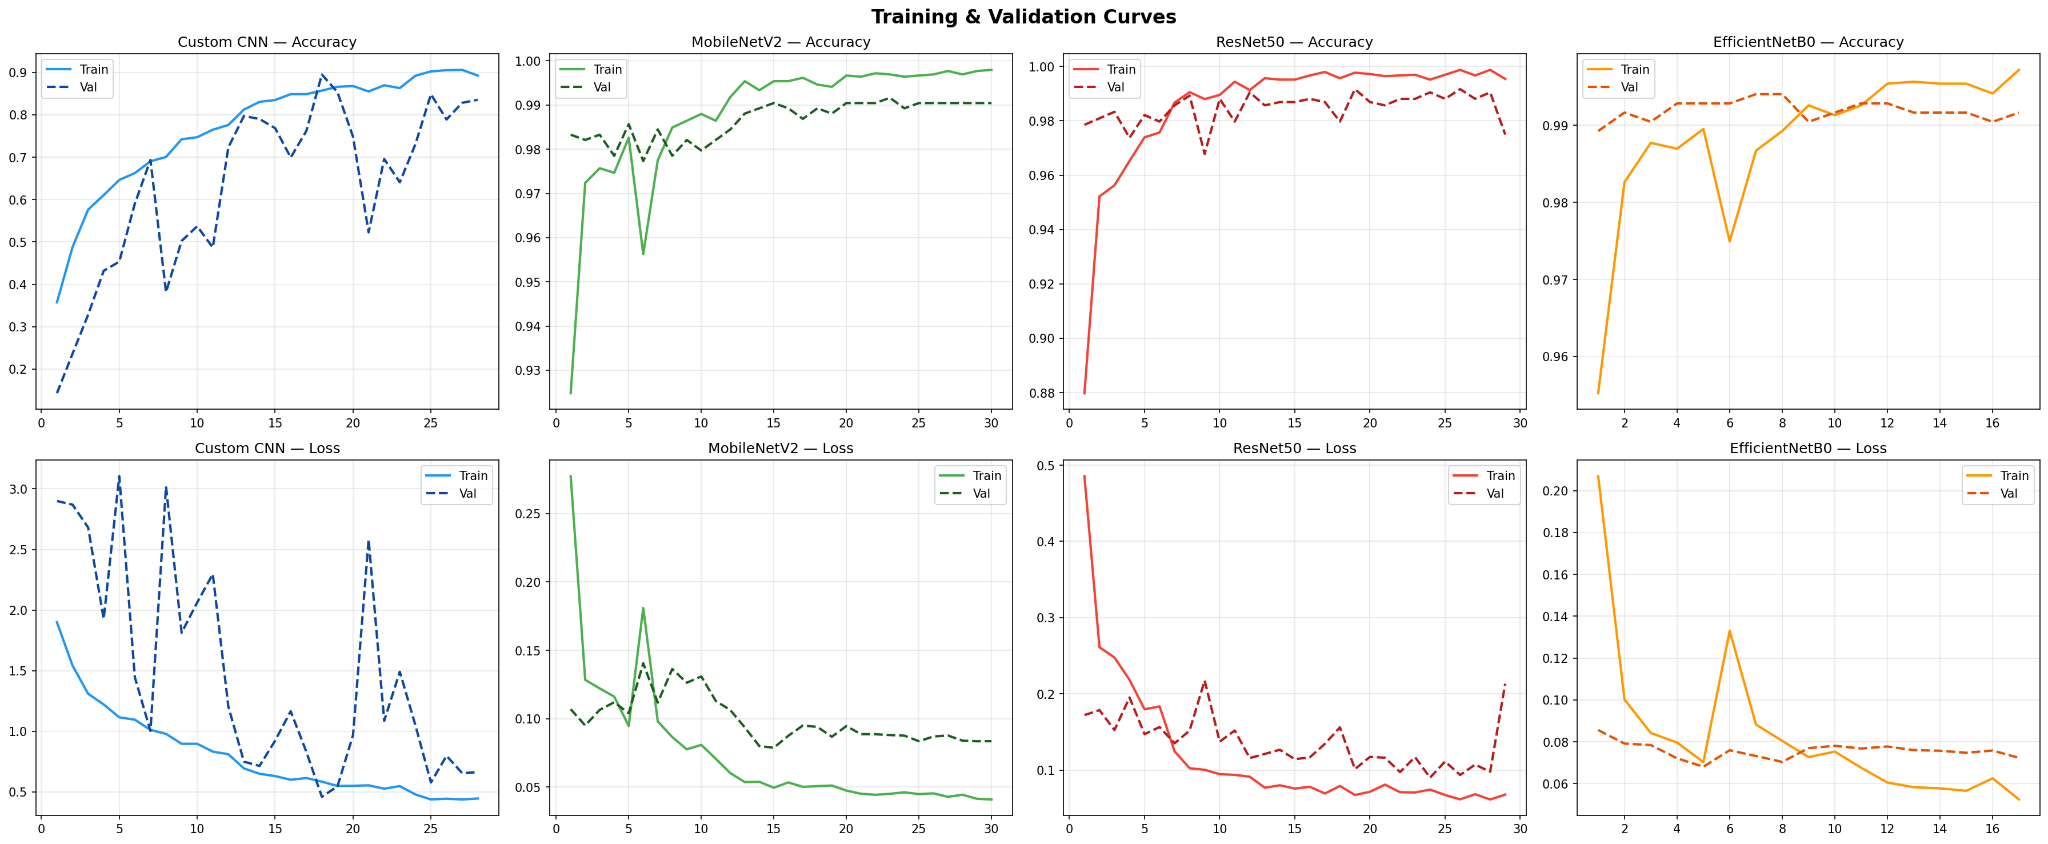 Training & Validation Curves
Custom CNN — Accuracy
Train
Val
0.9
0.8
0.7
0.6
0.5
0.4
0.3
0.2
0 5 10 15 20 25
MobileNetV2 — Accuracy
Train
Val
1.00
0.99
0.98
0.97
0.96
0.95
0.94
0.93
0 5 10 15 20 25 30
ResNet50 — Accuracy
Train
Val
1.00
0.98
0.96
0.94
0.92
0.90
0.88
0 5 10 15 20 25 30
EfficientNetB0 — Accuracy
Train
Val
0.99
0.98
0.97
0.96
2 4 6 8 10 12 14 16
Custom CNN — Loss
Train
Val
3.0
2.5
2.0
1.5
1.0
0.5
0 5 10 15 20 25
MobileNetV2 — Loss
Train
Val
0.25
0.20
0.15
0.10
0.05
0 5 10 15 20 25 30
ResNet50 — Loss
Train
Val
0.5
0.4
0.3
0.2
0.1
0 5 10 15 20 25 30
EfficientNetB0 — Loss
Train
Val
0.20
0.18
0.16
0.14
0.12
0.10
0.08
0.06
2 4 6 8 10 12 14 16